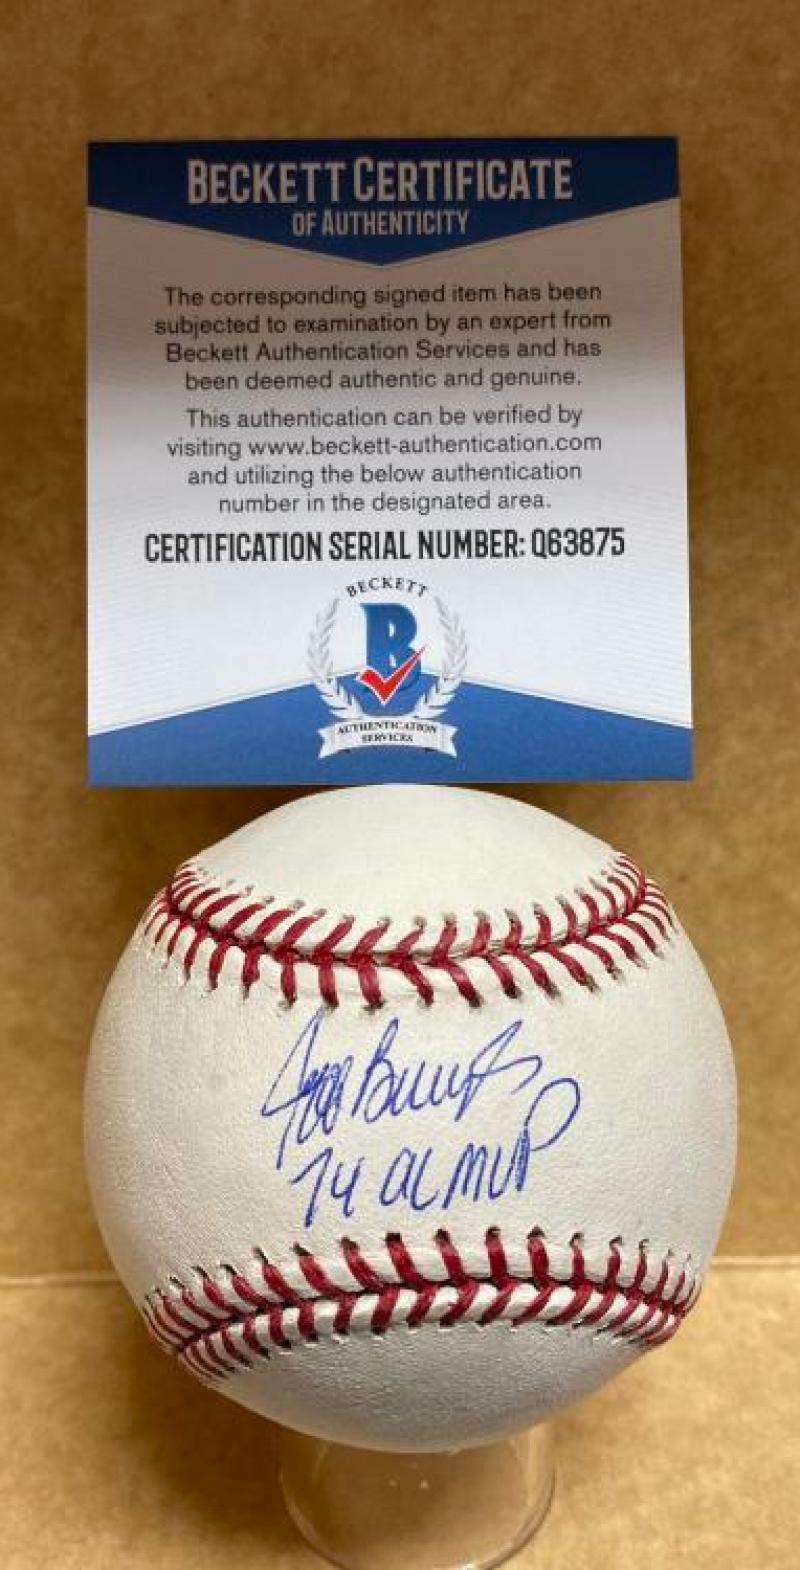 BECKETT CERTIFICATE
OF AUTHENTICITY
The corresponding signed item has been
subjected to examination by an expert from
Beckett Authentication Services and has
been deemed authentic and genuine.
This authentication can be verified by
visiting www.beckett-authentication.com
and utilizing the below authentication
number in the designated area.
CERTIFICATION SERIAL NUMBER: Q63875
BECKETT
B
AUTHENTICATION
SERVICES
Jeff Burroughs
74 AL MVP